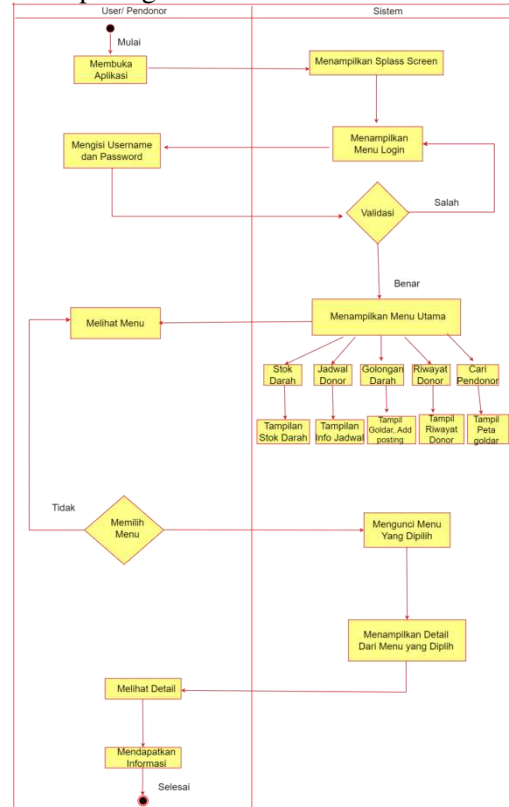 User/ Pendonor
Sistem
Mulai
Membuka
Aplikasi
Menampilkan Splass Screen
Mengisi Username
dan Password
Menampilkan
Menu Login
Validasi
Salah
Benar
Melihat Menu
Menampilkan Menu Utama
Stok
Darah
Jadwal
Donor
Golongan
Darah
Riwayat
Donor
Cari
Pendonor
Tampilan
Stok Darah
Tampilan
Info Jadwal
Tampil
Goldar, Add
posting
Tampil
Riwayat
Donor
Tampil
Peta
goldar
Tidak
Memilih
Menu
Mengunci Menu
Yang Dipilih
Menampilkan Detail
Dari Menu yang Diplih
Melihat Detail
Mendapatkan
Informasi
Selesai